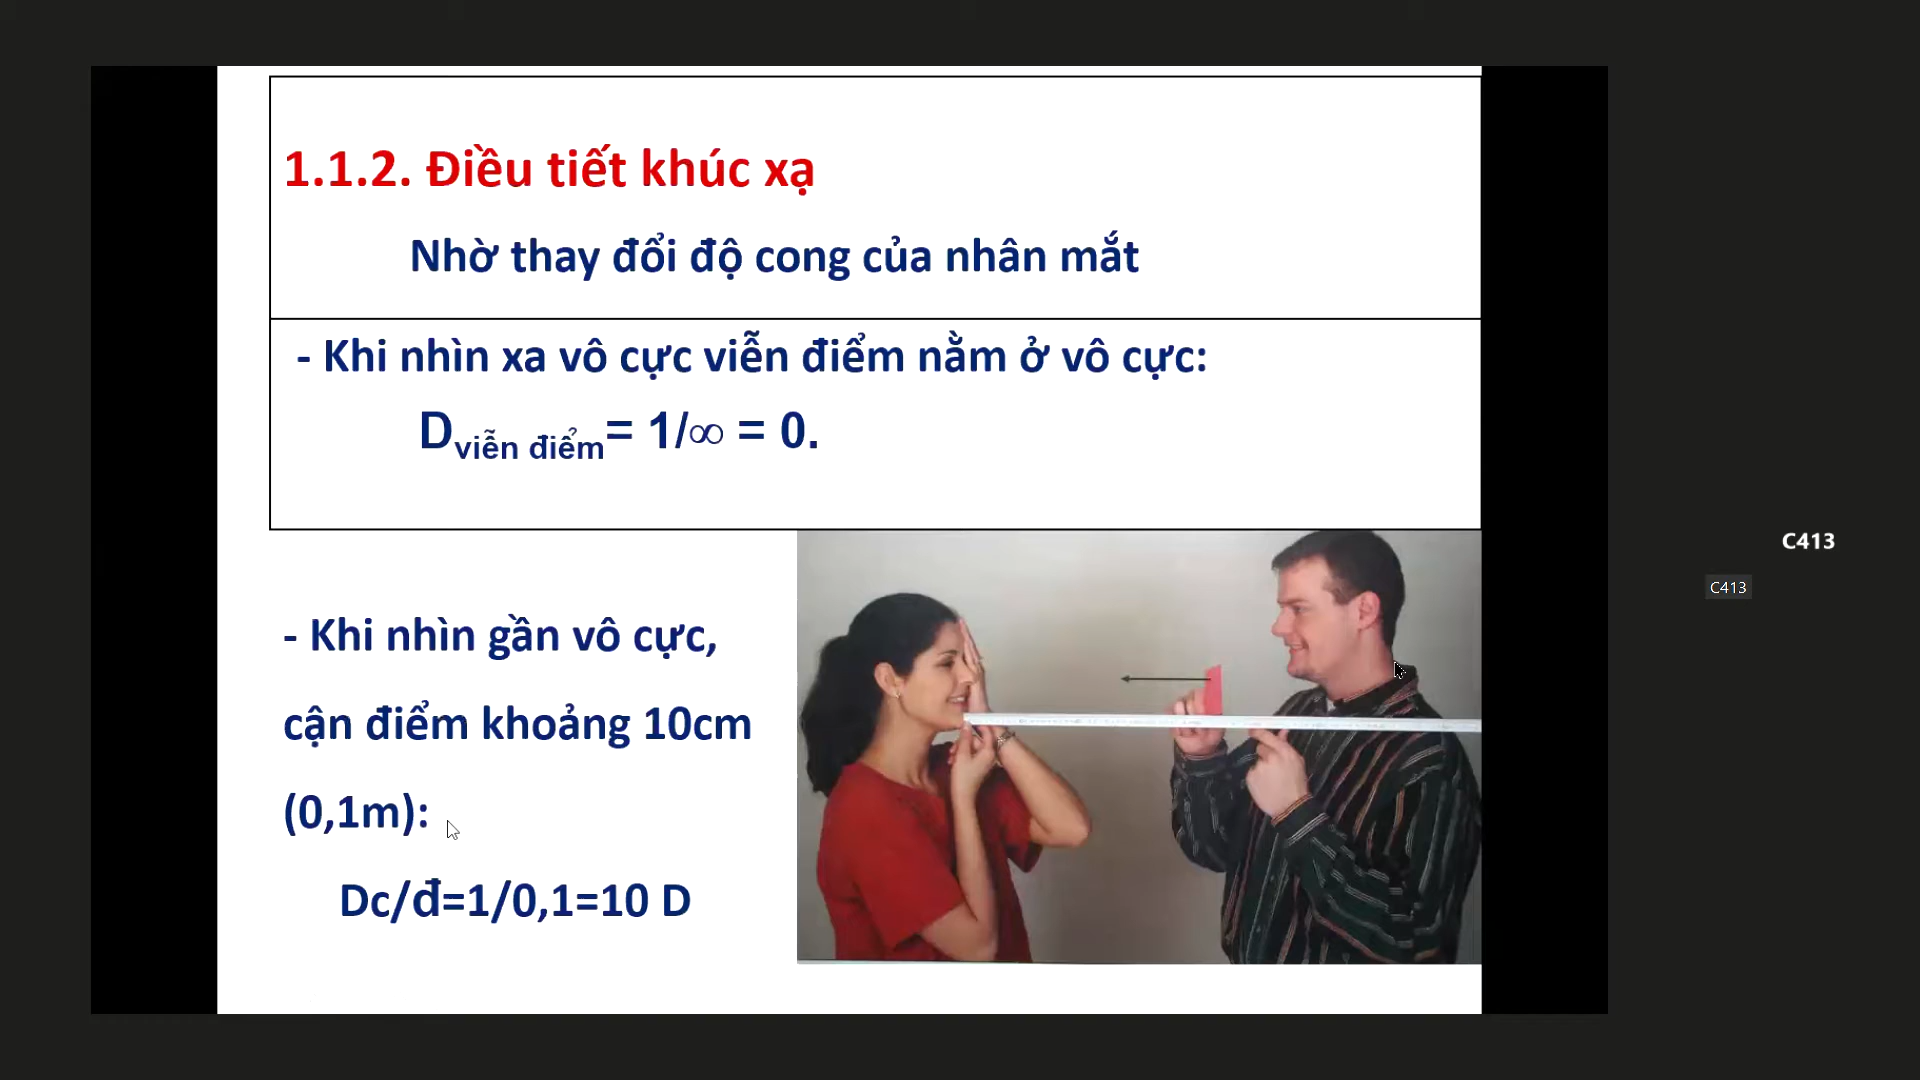 1.1.2. Điều tiết khúc xạ
Nhờ thay đổi độ cong của nhân mắt
- Khi nhìn xa vô cực viễn điểm nằm ở vô cực:
Dviễn điểm= 1/∞ = 0.
- Khi nhìn gần vô cực,
cận điểm khoảng 10cm
(0,1m):
Dc/đ=1/0,1=10 D
C413
C413